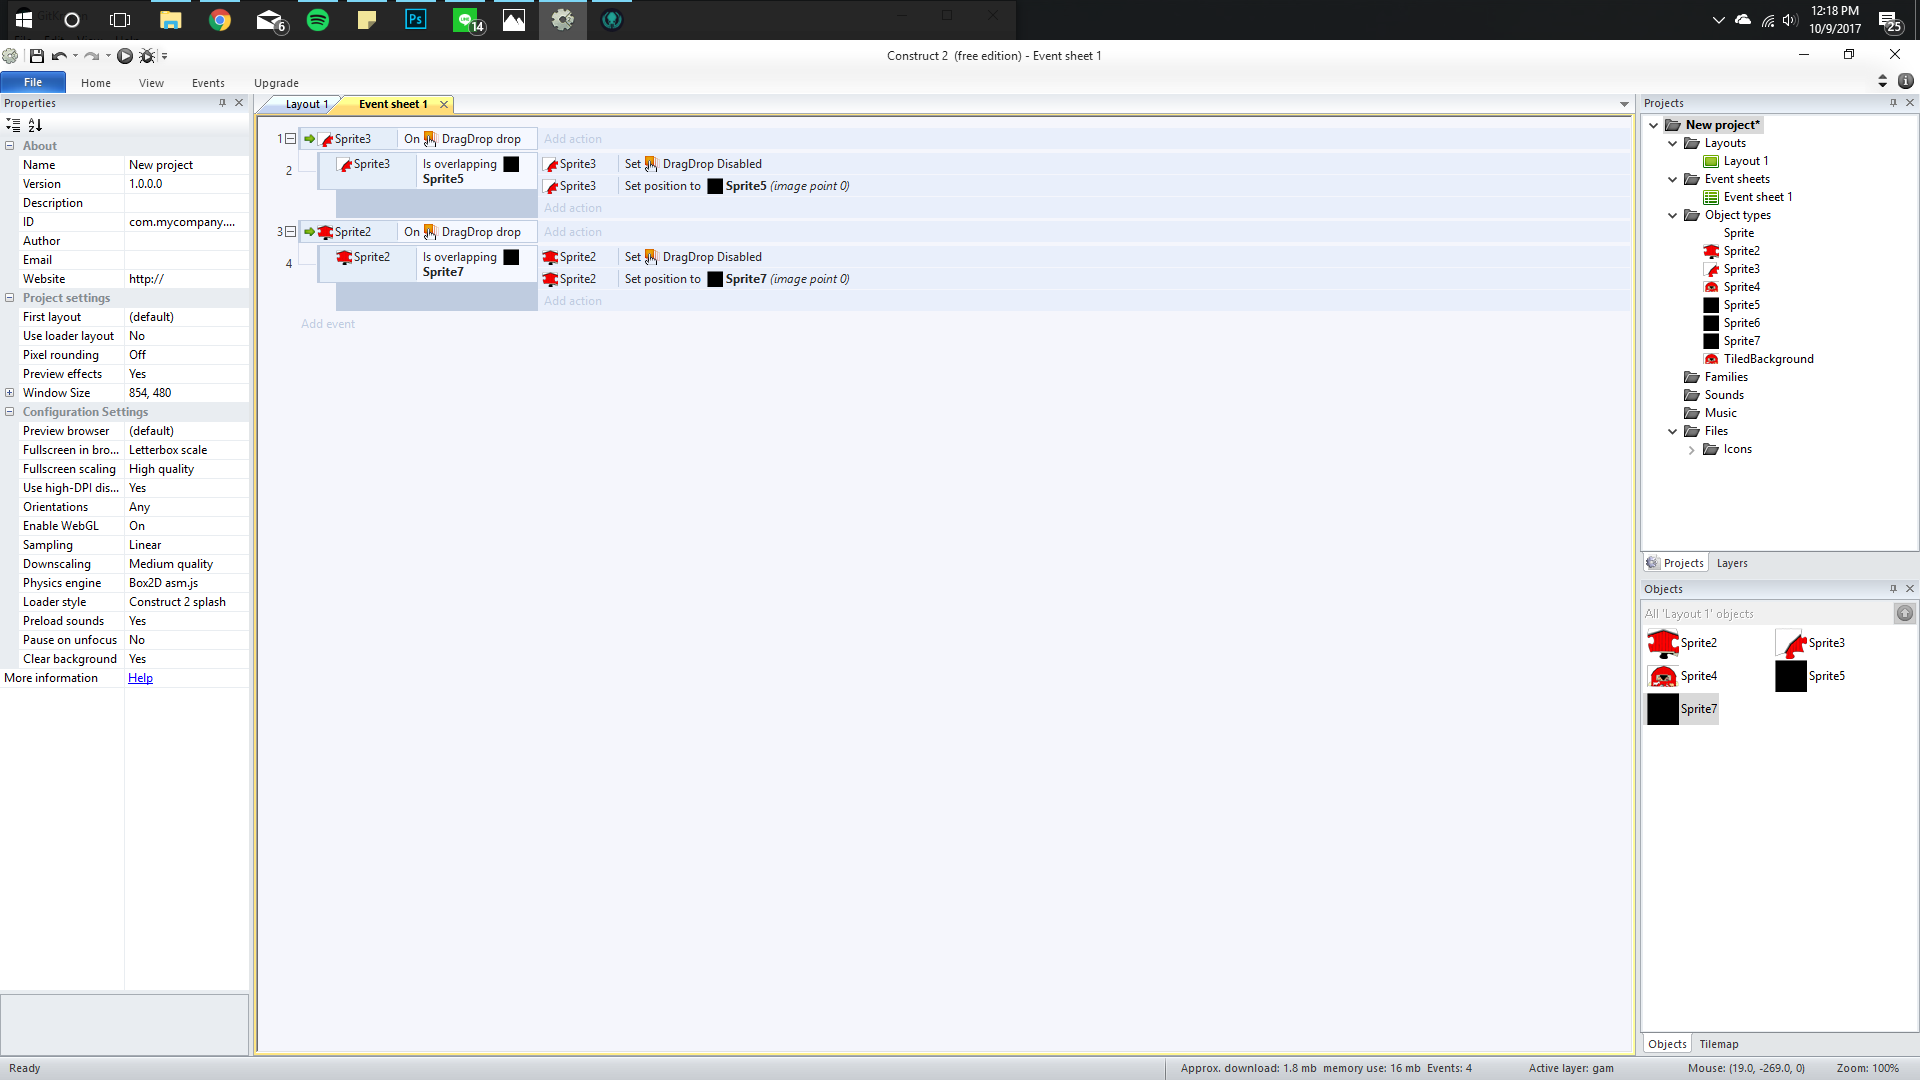 6
14
12:18 PM
10/9/2017
25
Construct 2 (free edition) - Event sheet 1
File
Home
View
Events
Upgrade
Properties
About
Name New project
Version 1.0.0.0
Description
ID com.mycompany....
Author
Email
Website http://
Project settings
First layout (default)
Use loader layout No
Pixel rounding Off
Preview effects Yes
Window Size 854, 480
Configuration Settings
Preview browser (default)
Fullscreen in bro... Letterbox scale
Fullscreen scaling High quality
Use high-DPI dis... Yes
Orientations Any
Enable WebGL On
Sampling Linear
Downscaling Medium quality
Physics engine Box2D asm.js
Loader style Construct 2 splash
Preload sounds Yes
Pause on unfocus No
Clear background Yes
More information Help
Layout 1
Event sheet 1
1 Sprite3 On DragDrop drop Add action
2 Sprite3 Is overlapping Sprite5
Sprite3 Set DragDrop Disabled
Sprite3 Set position to Sprite5 (image point 0)
Add action
3 Sprite2 On DragDrop drop Add action
4 Sprite2 Is overlapping Sprite7
Sprite2 Set DragDrop Disabled
Sprite2 Set position to Sprite7 (image point 0)
Add action
Add event
Projects
New project*
Layouts
Layout 1
Event sheets
Event sheet 1
Object types
Sprite
Sprite2
Sprite3
Sprite4
Sprite5
Sprite6
Sprite7
TiledBackground
Families
Sounds
Music
Files
Icons
Projects Layers
Objects
All 'Layout 1' objects
Sprite2 Sprite3
Sprite4 Sprite5
Sprite7
Objects Tilemap
Ready
Approx. download: 1.8 mb memory use: 16 mb Events: 4
Active layer: gam
Mouse: (19.0, -269.0, 0)
Zoom: 100%